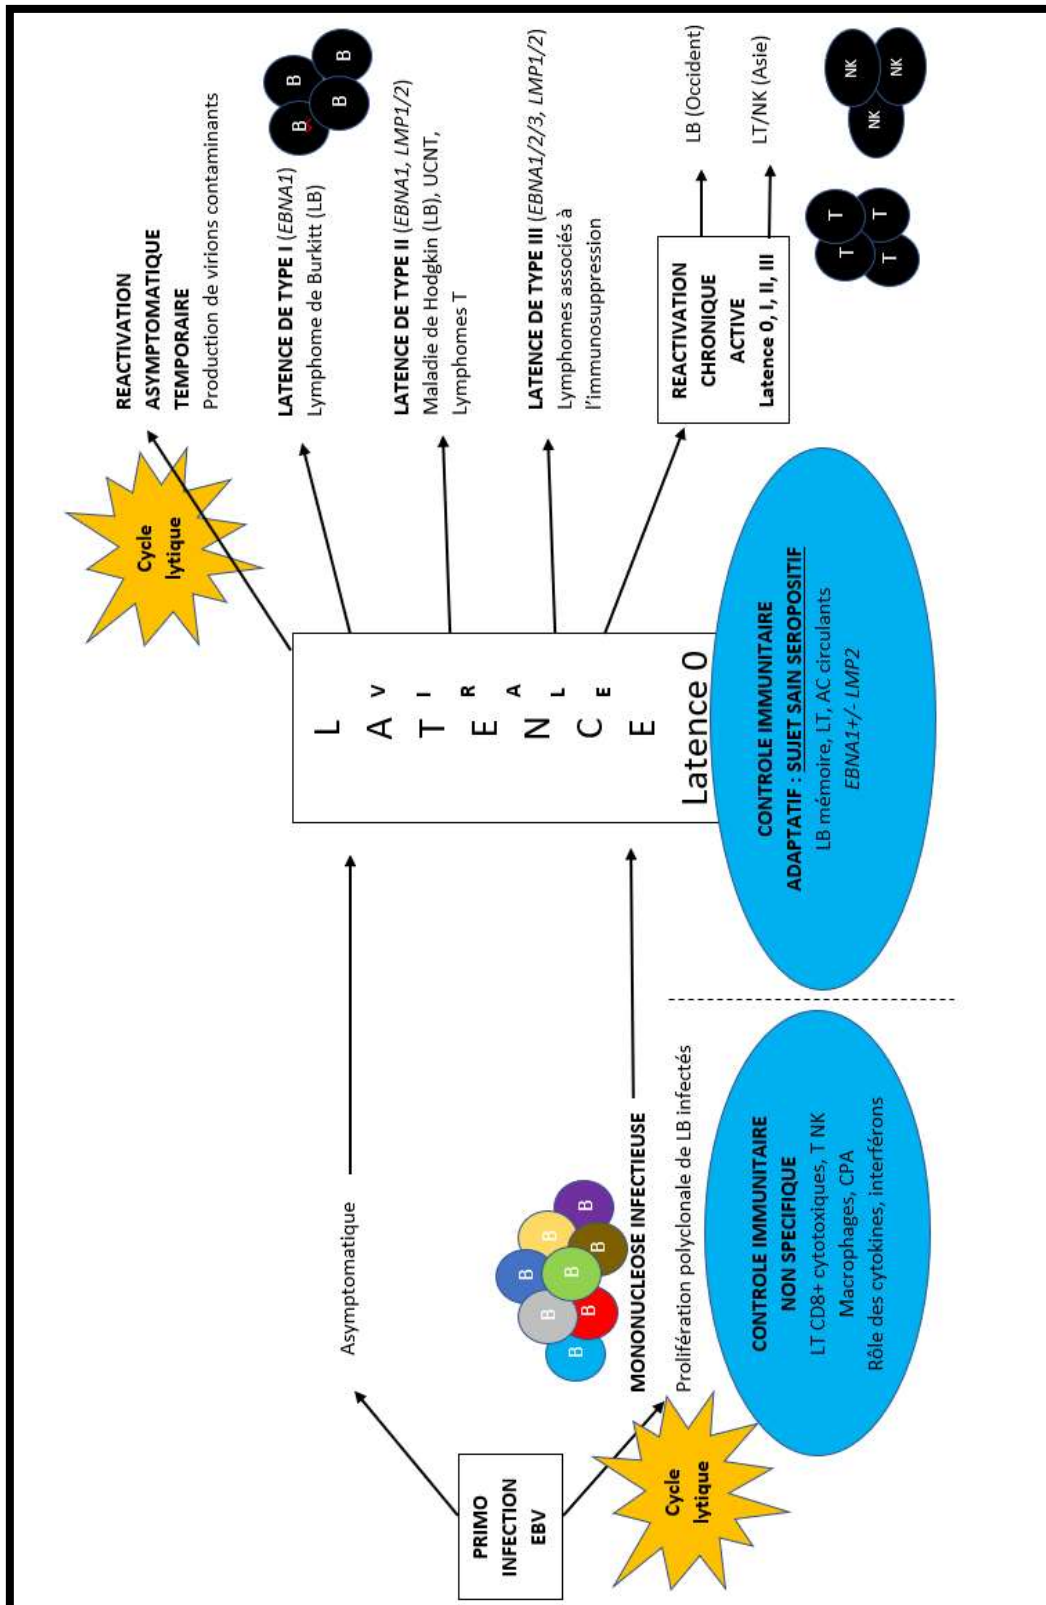 PRIMO
INFECTION
EBV
Cycle
lytique
Asymptomatique
B
B
B
B
B
B
B
B
MONONUCLEOSE INFECTIEUSE
Prolifération polyclonale de LB infectés
CONTROLE IMMUNITAIRE
NON SPECIFIQUE
LT CD8+ cytotoxiques, T NK
Macrophages, CPA
Rôle des cytokines, interférons
LATENCE
VIRALE
Latence 0
CONTROLE IMMUNITAIRE
ADAPTATIF : SUJET SAIN SEROPOSITIF
LB mémoire, LT, AC circulants
EBNA1+/- LMP2
Cycle
lytique
REACTIVATION
ASYMPTOMATIQUE
TEMPORAIRE
Production de virions contaminants
LATENCE DE TYPE I (EBNA1)
Lymphome de Burkitt (LB)
B
B
B
B
LATENCE DE TYPE II (EBNA1, LMP1/2)
Maladie de Hodgkin (LB), UCNT,
Lymphomes T
LATENCE DE TYPE III (EBNA1/2/3, LMP1/2)
Lymphomes associés à
l'immunosuppression
REACTIVATION
CHRONIQUE
ACTIVE
Latence 0, I, II, III
LB (Occident)
LT/NK (Asie)
T
T
T
T
NK
NK
NK